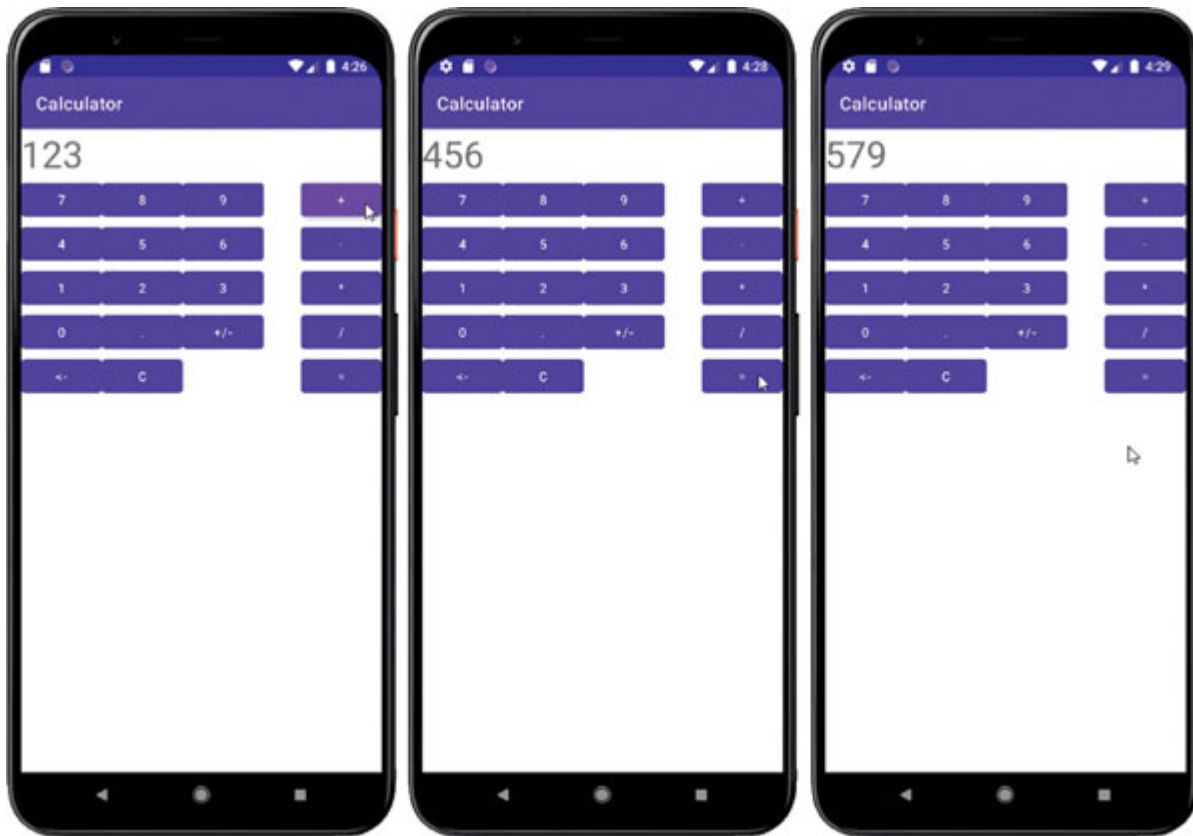 4:26
Calculator
123
7 8 9 +
4 5 6 -
1 2 3 *
0 . +/- /
<- C =
4:28
Calculator
456
7 8 9 +
4 5 6 -
1 2 3 *
0 . +/- /
<- C =
4:29
Calculator
579
7 8 9 +
4 5 6 -
1 2 3 *
0 . +/- /
<- C =